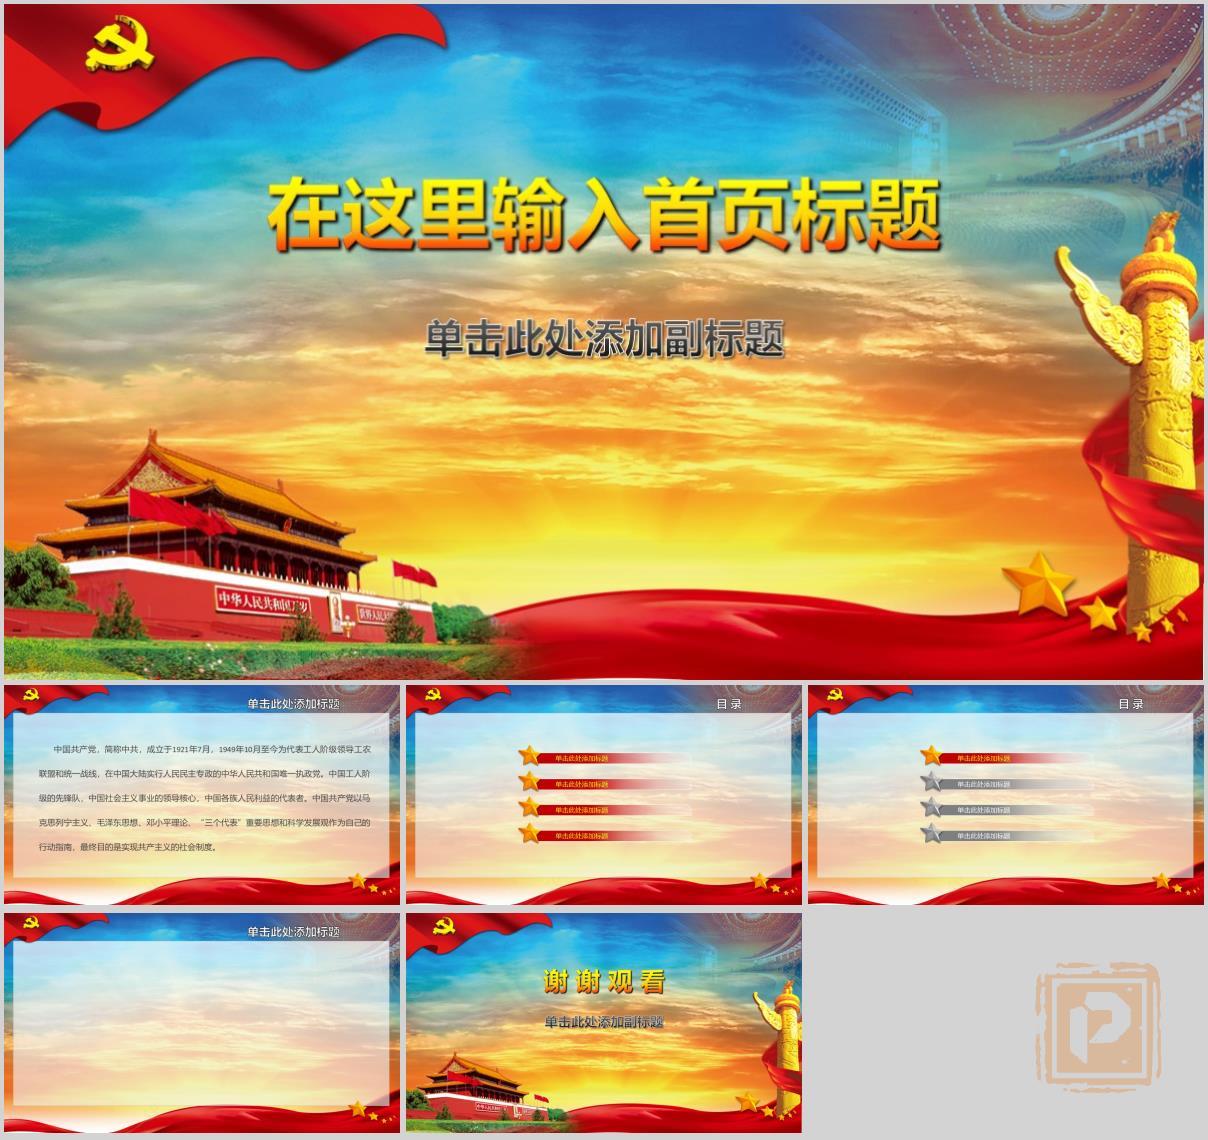 在这里输入首页标题
单击此处添加副标题
中华人民共和国万岁
单击此处添加标题
中国共产党，简称中共，成立于1921年7月，1949年10月至今为代表工人阶级领导工农
联盟和统一战线，在中国大陆实行人民民主专政的中华人民共和国唯一执政党。中国工人阶
级的先锋队，中国社会主义事业的领导核心，中国各族人民利益的代表者。中国共产党以马
克思列宁主义、毛泽东思想、邓小平理论、“三个代表”重要思想和科学发展观作为自己的
行动指南，最终目的是实现共产主义的社会制度。
目 录
单击此处添加标题
单击此处添加标题
单击此处添加标题
单击此处添加标题
目 录
单击此处添加标题
单击此处添加标题
单击此处添加标题
单击此处添加标题
单击此处添加标题
谢 谢 观 看
单击此处添加副标题
P